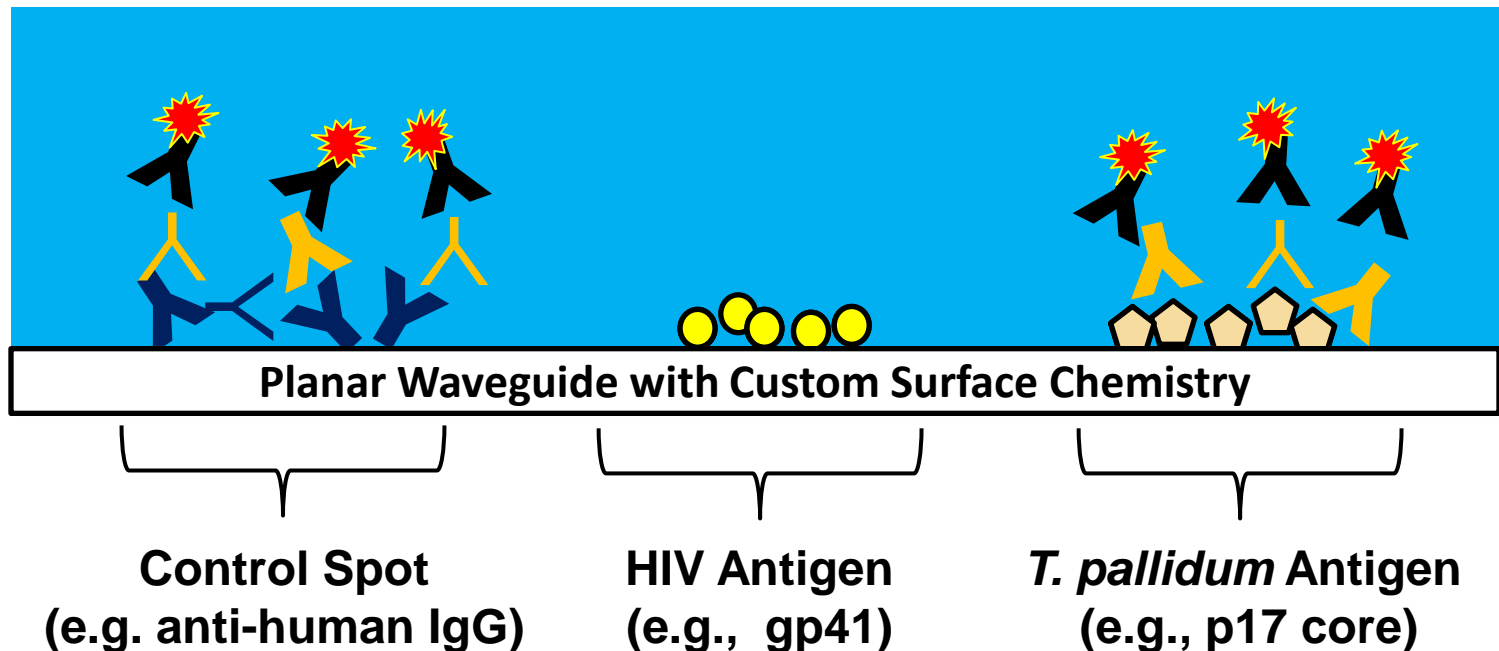 Planar Waveguide with Custom Surface Chemistry
Control Spot
(e.g. anti-human IgG)
HIV Antigen
(e.g., gp41)
T. pallidum Antigen
(e.g., p17 core)